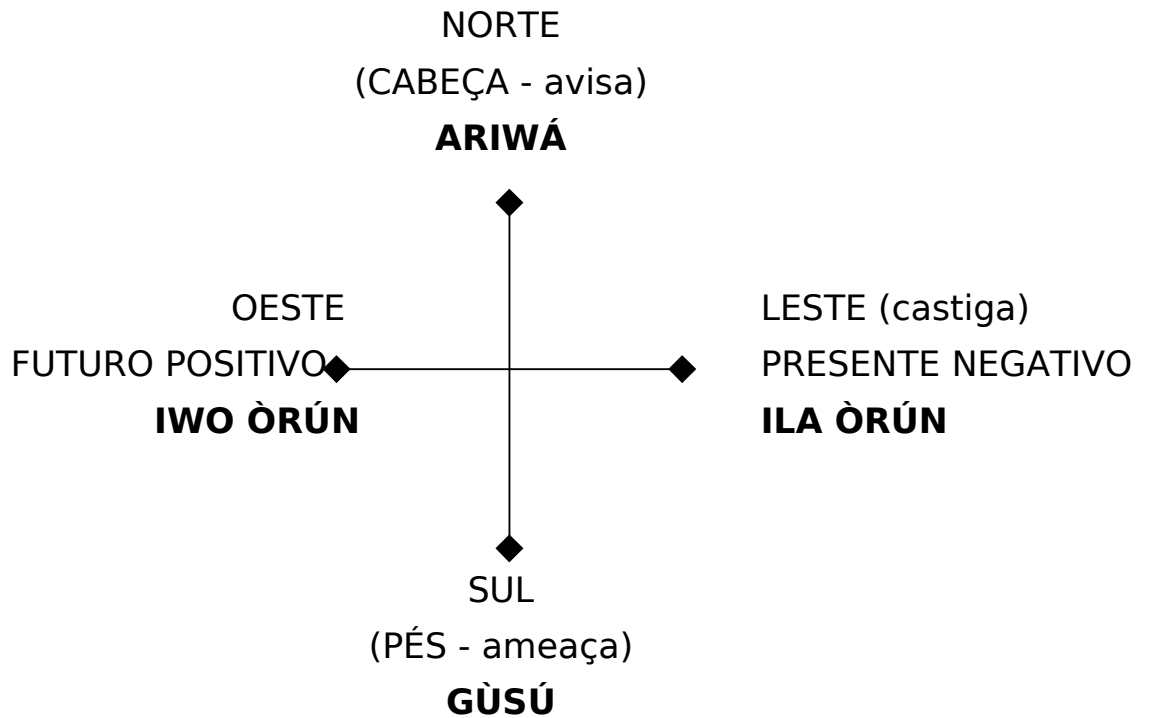 NORTE
(CABEÇA - avisa)
ARIWÁ
OESTE
FUTURO POSITIVO
IWO ÒRÚN
LESTE (castiga)
PRESENTE NEGATIVO
ILA ÒRÚN
SUL
(PÉS - ameaça)
GÙSÚ